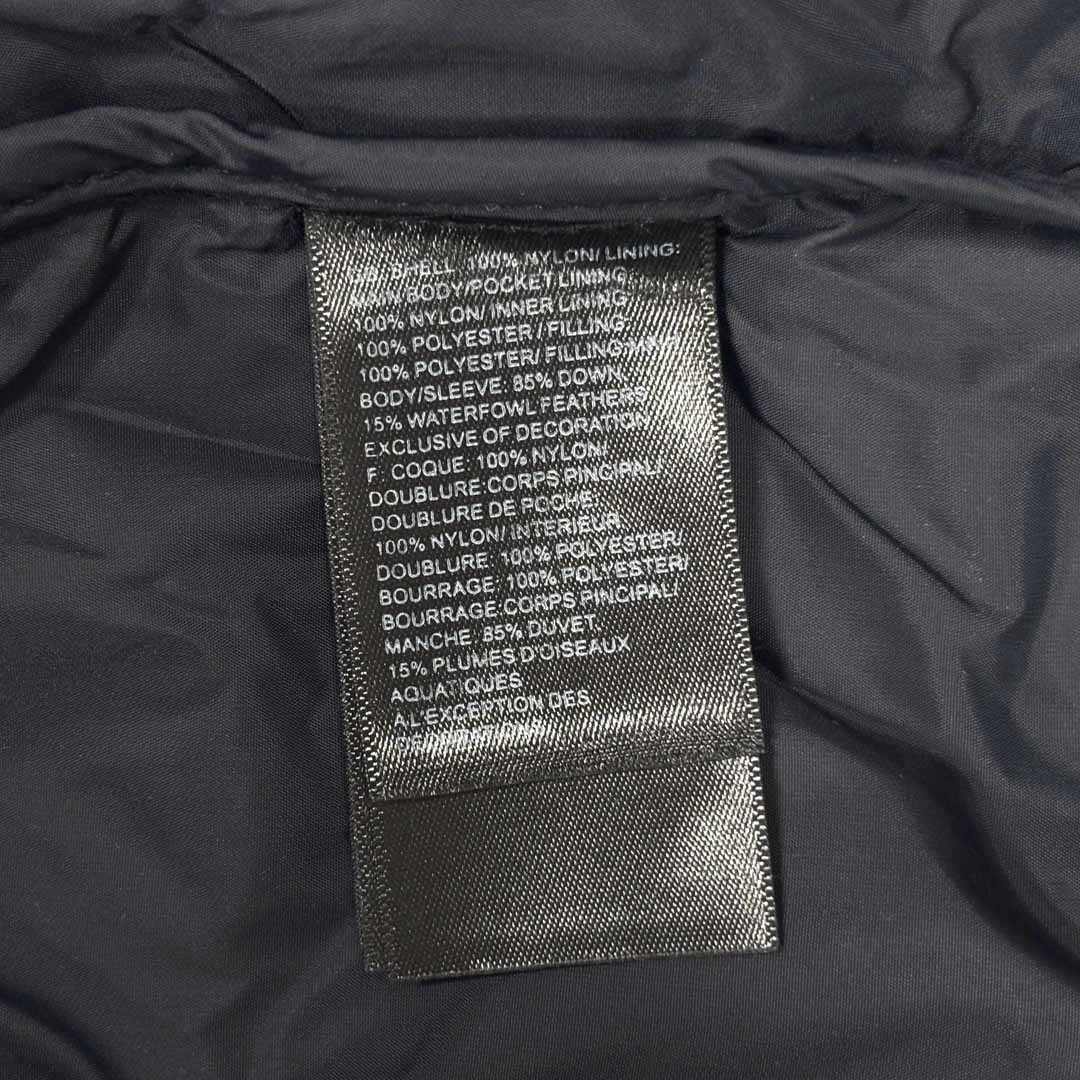 GB: SHELL: 100% NYLON/ LINING:
MAIN BODY/POCKET LINING:
100% NYLON/ INNER LINING:
100% POLYESTER / FILLING:
100% POLYESTER/ FILLING:MAIN
BODY/SLEEVE: 85% DOWN
15% WATERFOWL FEATHERS
EXCLUSIVE OF DECORATION
F: COQUE: 100% NYLON/
DOUBLURE:CORPS PINCIPAL/
DOUBLURE DE POCHE:
100% NYLON/ INTERIEUR
DOUBLURE: 100% POLYESTER/
BOURRAGE: 100% POLYESTER/
BOURRAGE:CORPS PINCIPAL/
MANCHE: 85% DUVET
15% PLUMES D'OISEAUX
AQUATIQUES
A L'EXCEPTION DES